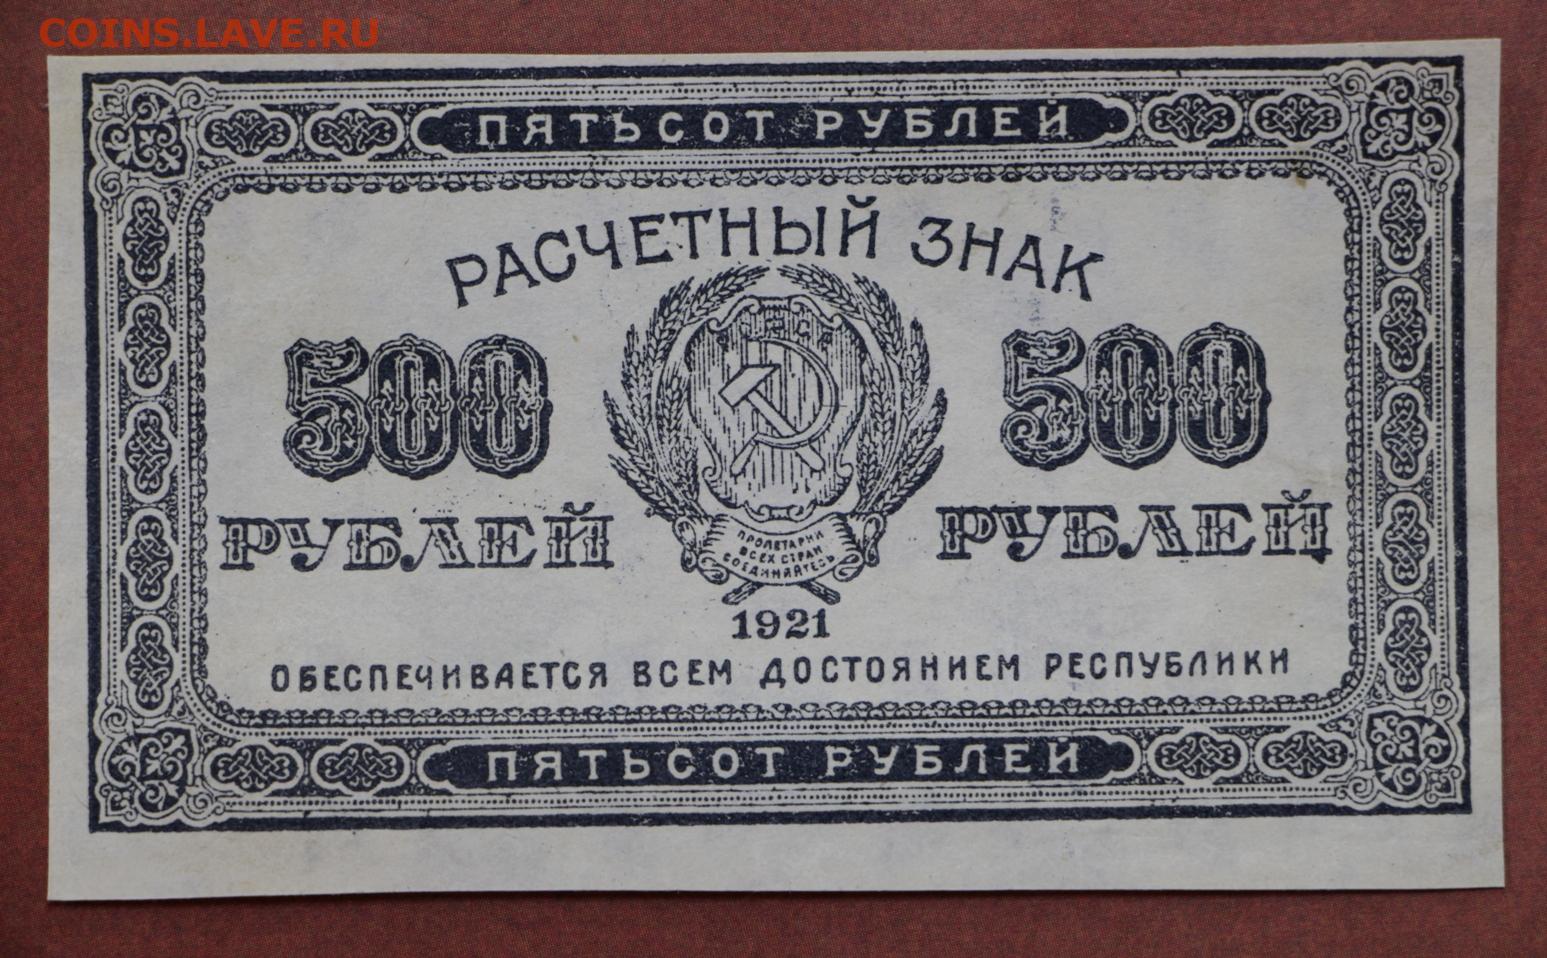 COINS.LAVE.RU
ПЯТЬСОТ РУБЛЕЙ
РАСЧЕТНЫЙ ЗНАК
500 500
РУБЛЕЙ РУБЛЕЙ
ПРОЛЕТАРИИ
ВСЕХ СТРАН
СОЕДИНЯЙТЕСЬ
1921
ОБЕСПЕЧИВАЕТСЯ ВСЕМ ДОСТОЯНИЕМ РЕСПУБЛИКИ
ПЯТЬСОТ РУБЛЕЙ